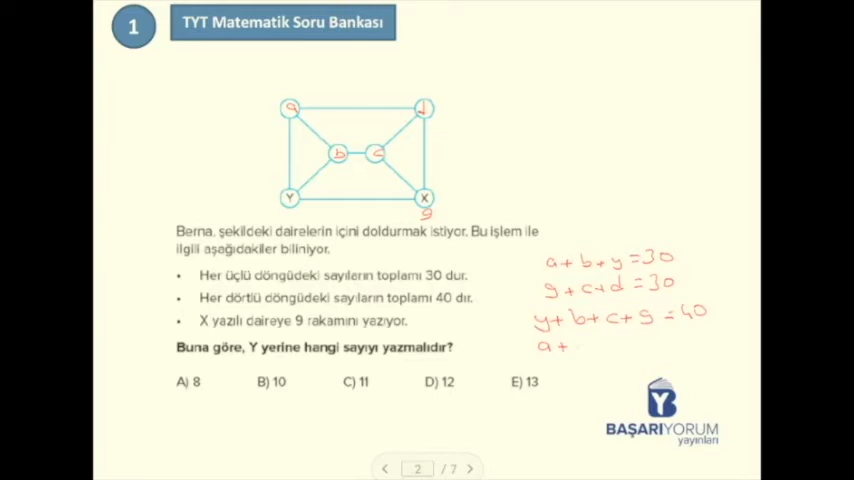 1
TYT Matematik Soru Bankası
a
d
b
c
Y
X
9
Berna, şekildeki dairelerin içini doldurmak istiyor. Bu işlem ile
ilgili aşağıdakiler biliniyor.
• Her üçlü döngüdeki sayıların toplamı 30 dur.
• Her dörtlü döngüdeki sayıların toplamı 40 dır.
• X yazılı daireye 9 rakamını yazıyor.
Buna göre, Y yerine hangi sayıyı yazmalıdır?
A) 8 B) 10 C) 11 D) 12 E) 13
a+b+y=30
9+c+d=30
y+b+c+9=40
a+
BAŞARIYORUM
yayınları
2 / 7